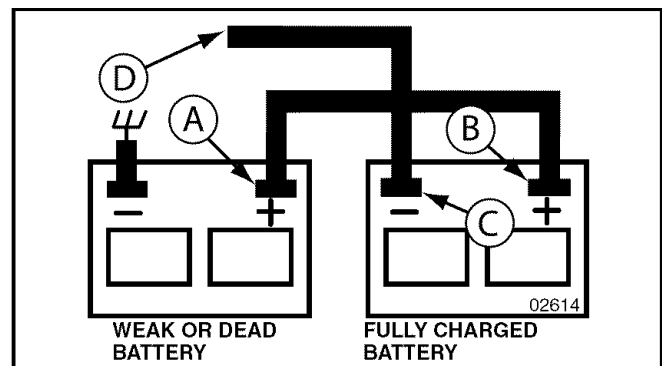 D
A
B
C
− +
− +
02614
WEAK OR DEAD
BATTERY
FULLY CHARGED
BATTERY